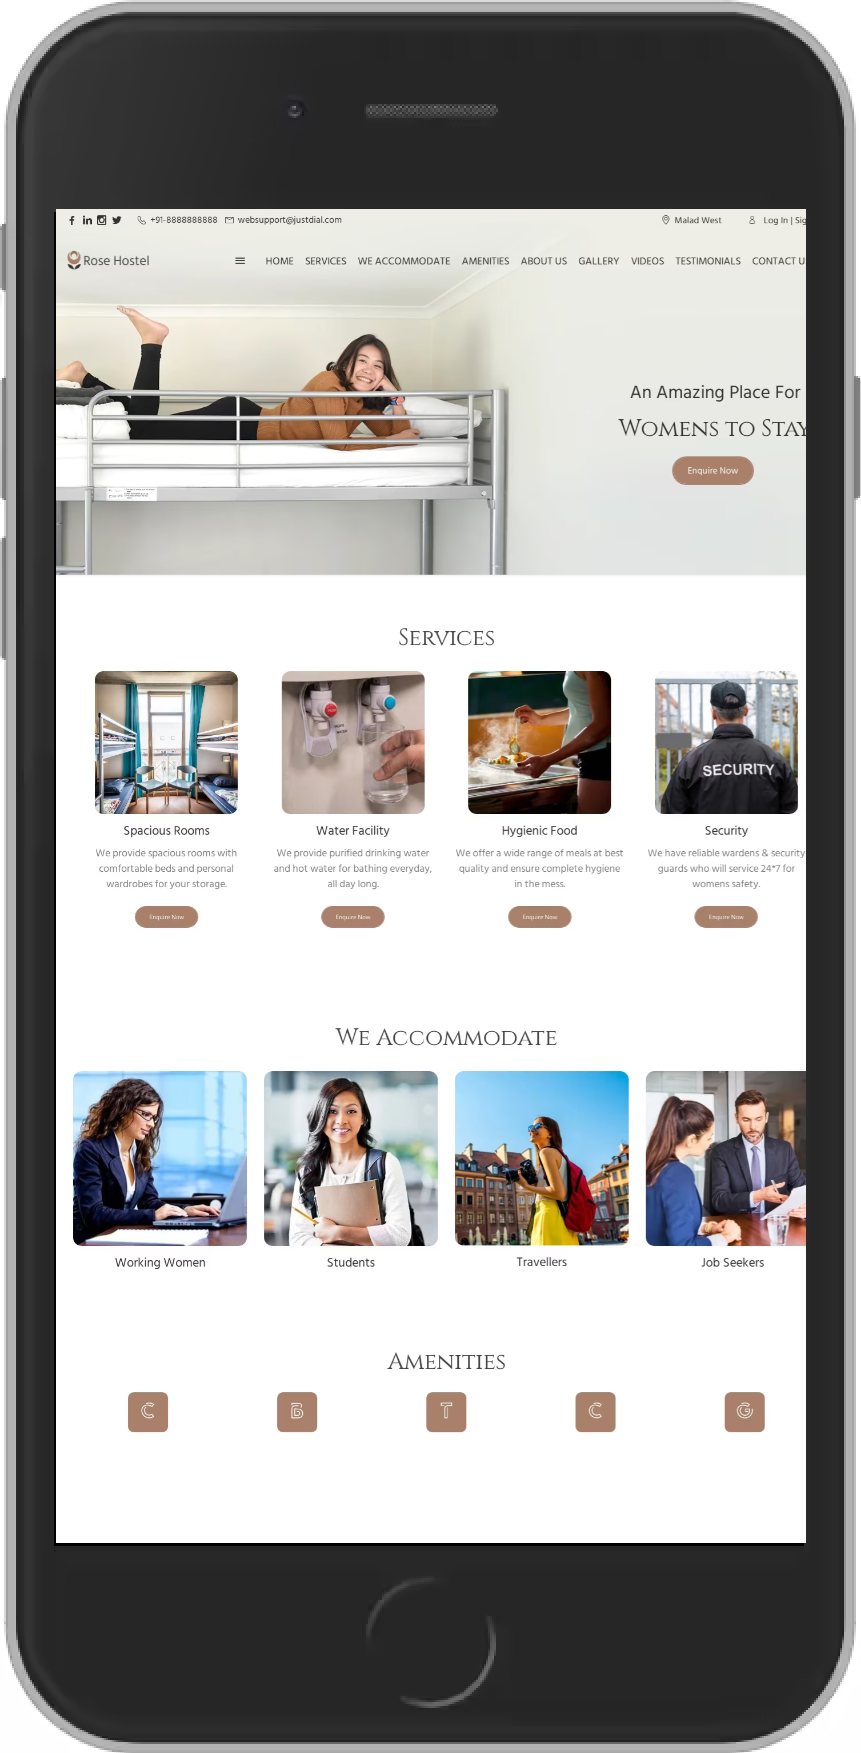 +91-8888888888 websupport@justdial.com Malad West Log In | Sig
Rose Hostel HOME SERVICES WE ACCOMMODATE AMENITIES ABOUT US GALLERY VIDEOS TESTIMONIALS CONTACT U
An Amazing Place For
Womens to Stay
Enquire Now
Services
SECURITY
Spacious Rooms
We provide spacious rooms with
comfortable beds and personal
wardrobes for your storage.
Enquire Now
Water Facility
We provide purified drinking water
and hot water for bathing everyday,
all day long.
Enquire Now
Hygienic Food
We offer a wide range of meals at best
quality and ensure complete hygiene
in the mess.
Enquire Now
Security
We have reliable wardens & security
guards who will service 24*7 for
womens safety.
Enquire Now
We Accommodate
Working Women
Students
Travellers
Job Seekers
Amenities
C B T C G